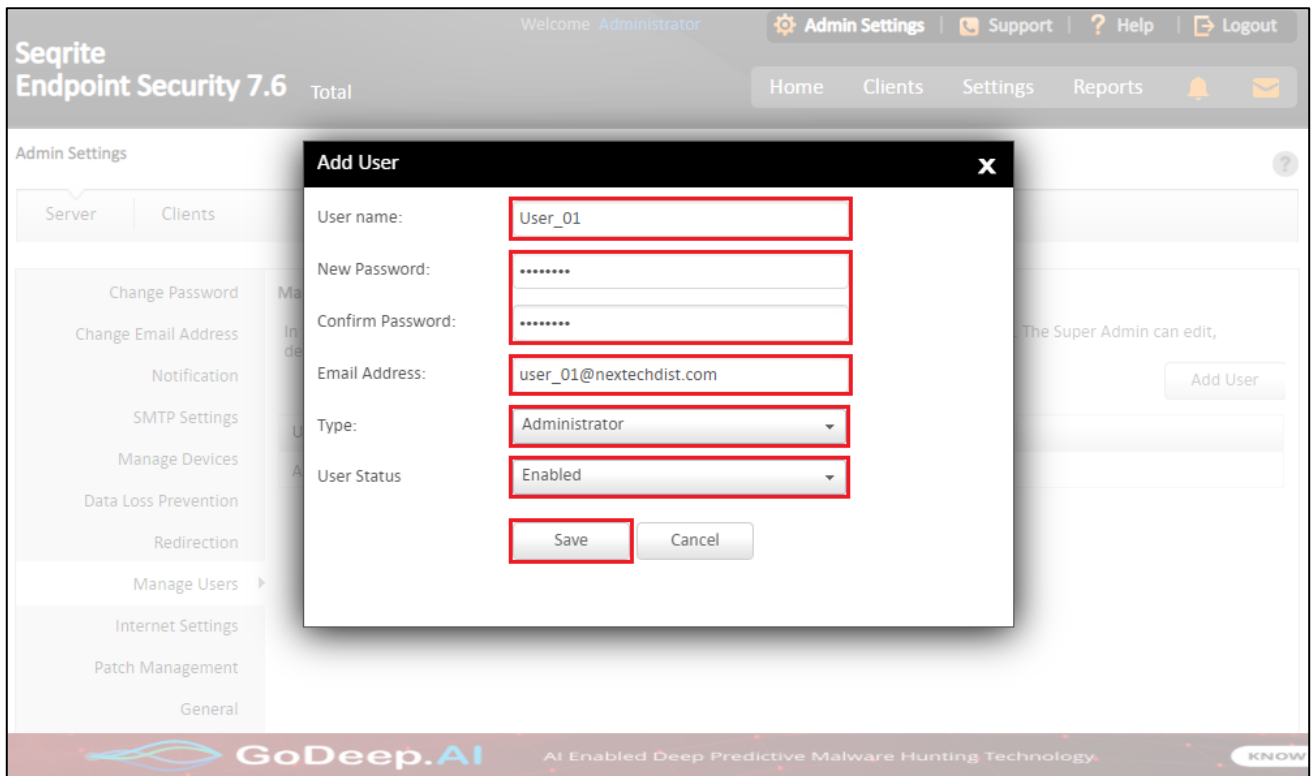 Welcome Administrator
Admin Settings | Support | ? Help | Logout
Seqrite
Endpoint Security 7.6 Total
Home Clients Settings Reports
Admin Settings
?
Server Clients
Add User X
User name: User_01
New Password: ••••••••
Confirm Password: ••••••••
Email Address: user_01@nextechdist.com
Type: Administrator
User Status Enabled
Save Cancel
Change Password
Change Email Address
Notification
SMTP Settings
Manage Devices
Data Loss Prevention
Redirection
Manage Users
Internet Settings
Patch Management
General
Ma
In . The Super Admin can edit,
de
Add User
U
A
GoDeep.AI AI Enabled Deep Predictive Malware Hunting Technology. KNOW